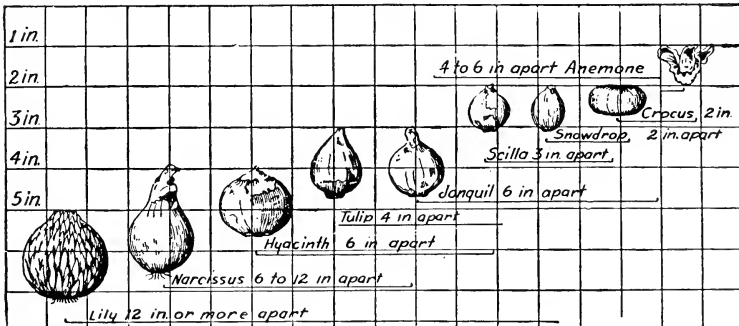 1 in.
2 in.
4 to 6 in apart Anemone
Crocus, 2 in.
3 in.
Snowdrop, 2 in. apart
Scilla 3 in. apart
4 in.
Jonquil 6 in apart
5 in.
Tulip 4 in apart
Hyacinth 6 in apart
Narcissus 6 to 12 in apart
Lily 12 in. or more apart